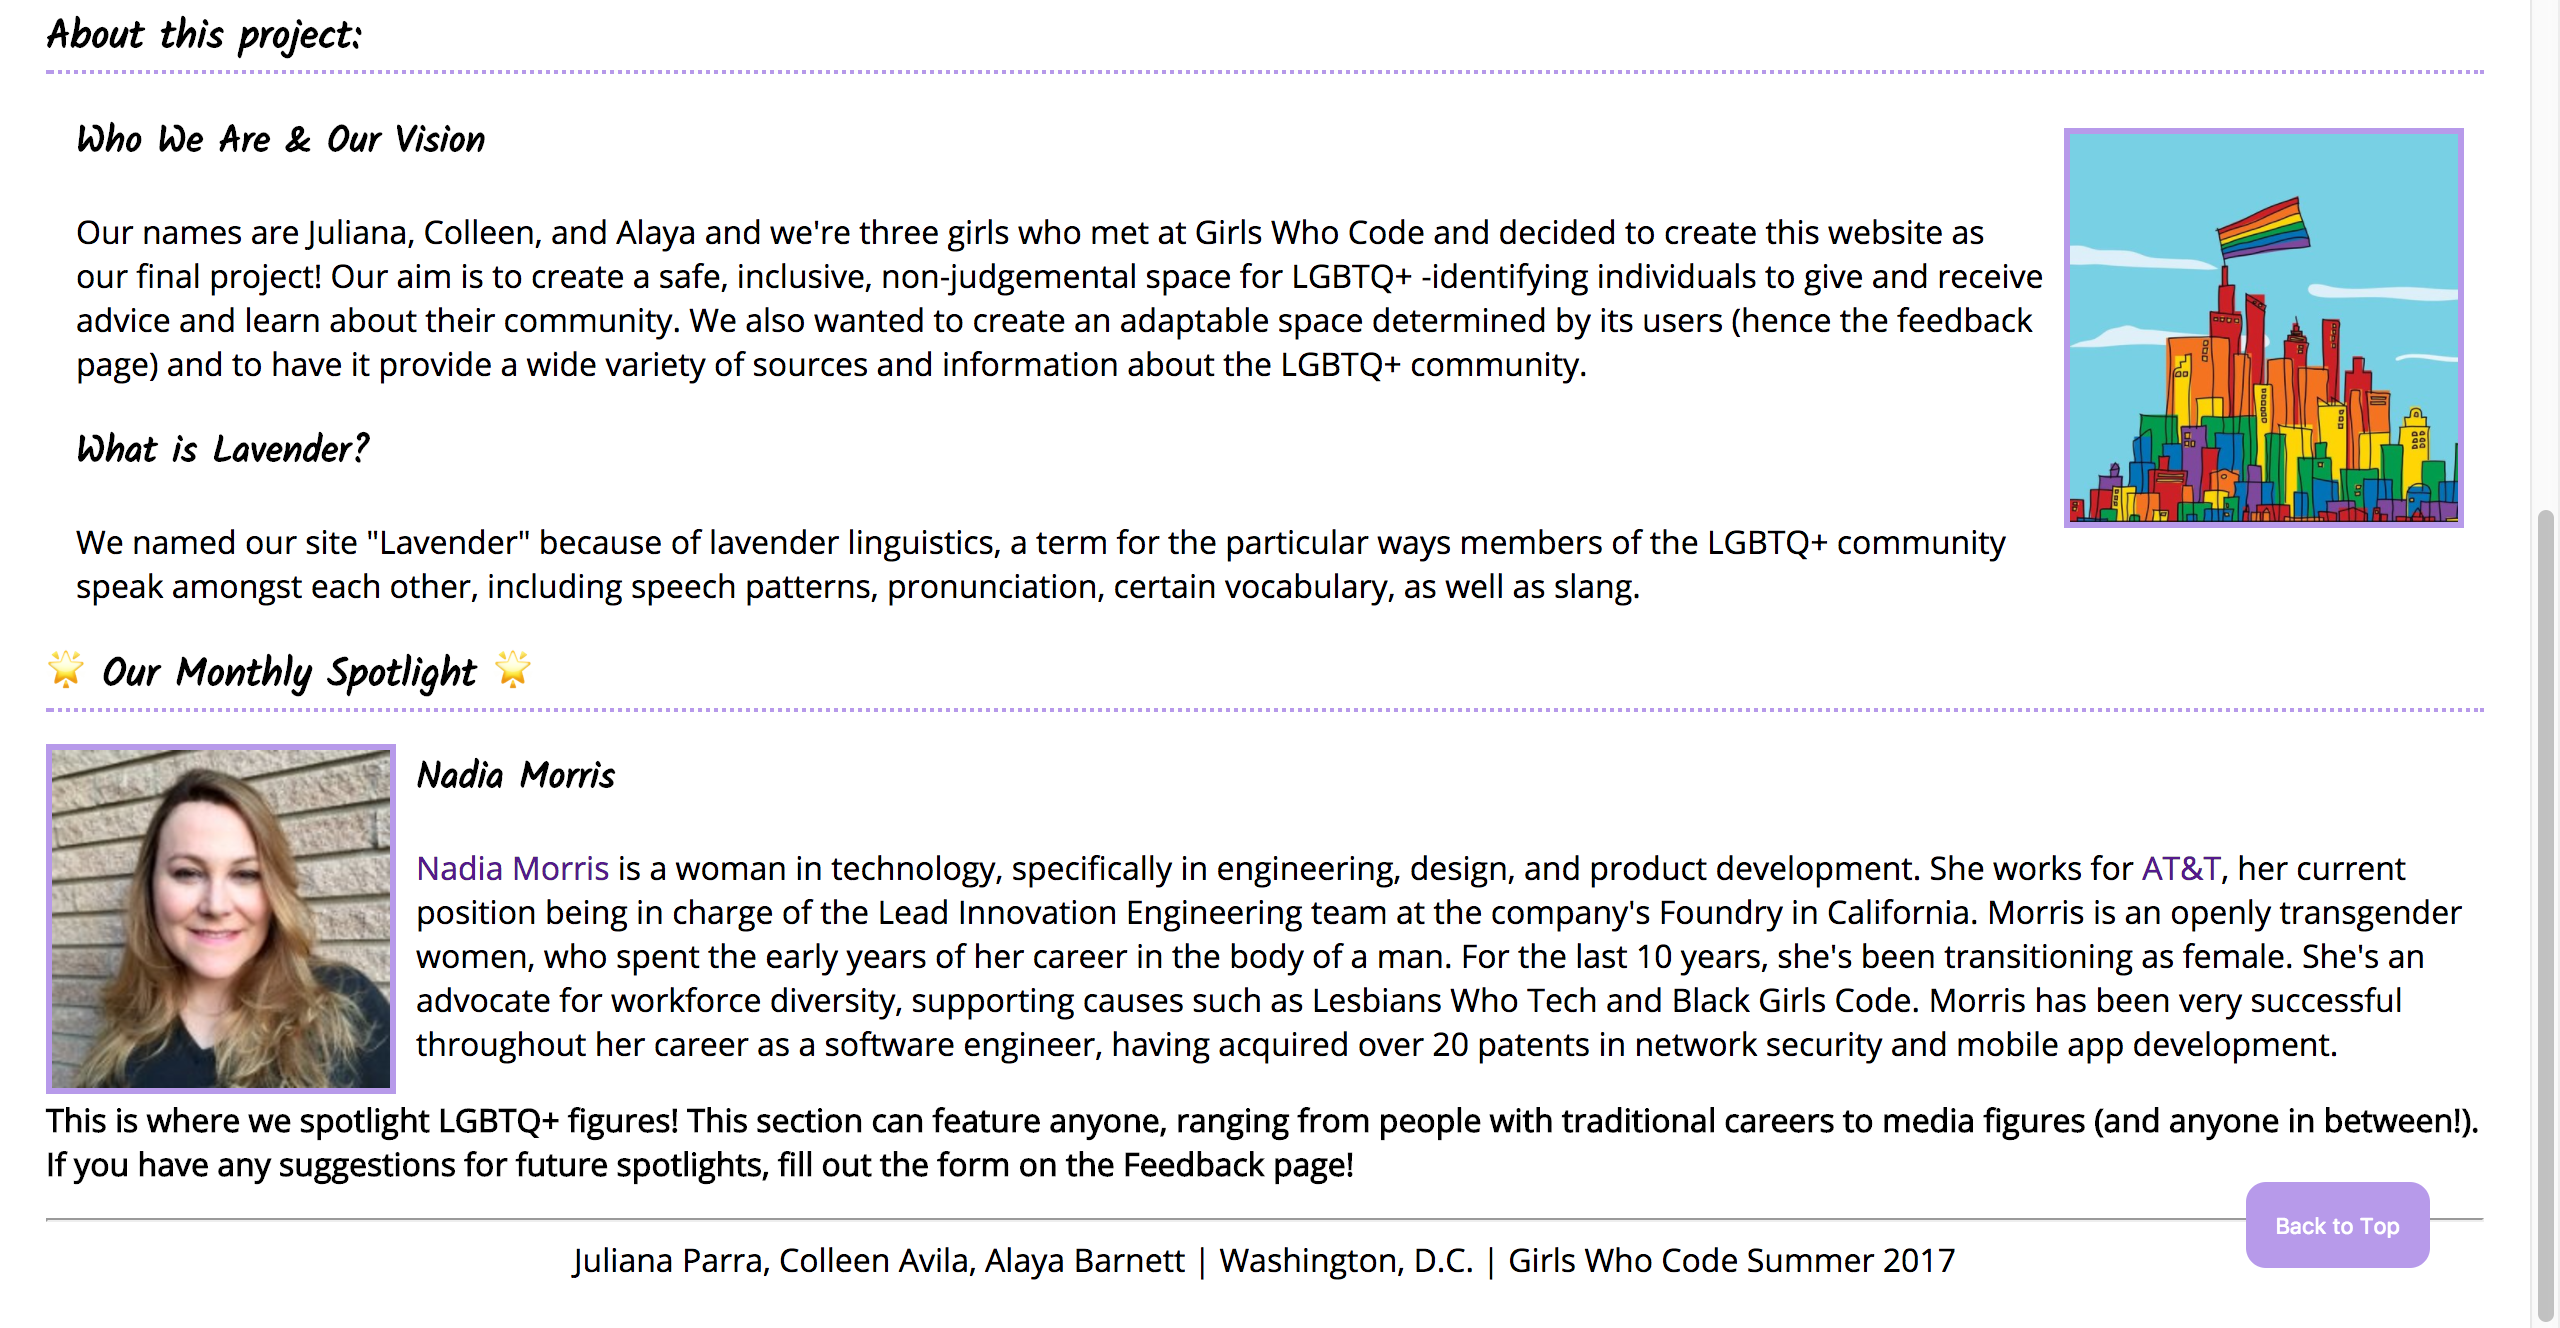 About this project:
Who We Are & Our Vision
Our names are Juliana, Colleen, and Alaya and we're three girls who met at Girls Who Code and decided to create this website as
our final project! Our aim is to create a safe, inclusive, non-judgemental space for LGBTQ+ -identifying individuals to give and receive
advice and learn about their community. We also wanted to create an adaptable space determined by its users (hence the feedback
page) and to have it provide a wide variety of sources and information about the LGBTQ+ community.
What is Lavender?
We named our site "Lavender" because of lavender linguistics, a term for the particular ways members of the LGBTQ+ community
speak amongst each other, including speech patterns, pronunciation, certain vocabulary, as well as slang.
🌟 Our Monthly Spotlight 🌟
Nadia Morris
Nadia Morris is a woman in technology, specifically in engineering, design, and product development. She works for AT&T, her current
position being in charge of the Lead Innovation Engineering team at the company's Foundry in California. Morris is an openly transgender
women, who spent the early years of her career in the body of a man. For the last 10 years, she's been transitioning as female. She's an
advocate for workforce diversity, supporting causes such as Lesbians Who Tech and Black Girls Code. Morris has been very successful
throughout her career as a software engineer, having acquired over 20 patents in network security and mobile app development.
This is where we spotlight LGBTQ+ figures! This section can feature anyone, ranging from people with traditional careers to media figures (and anyone in between!).
If you have any suggestions for future spotlights, fill out the form on the Feedback page!
Back to Top
Juliana Parra, Colleen Avila, Alaya Barnett | Washington, D.C. | Girls Who Code Summer 2017